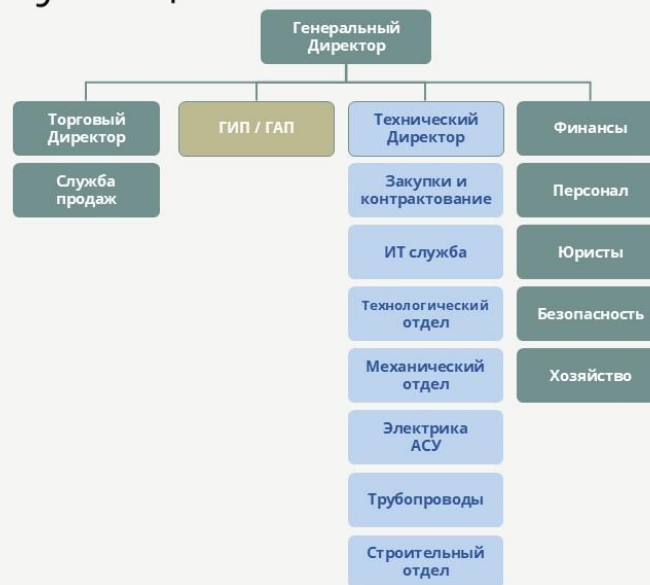 Генеральный
Директор
Торговый
Директор
Служба
продаж
ГИП / ГАП
Технический
Директор
Закупки и
контрактование
ИТ служба
Технологический
отдел
Механический
отдел
Электрика
АСУ
Трубопроводы
Строительный
отдел
Финансы
Персонал
Юристы
Безопасность
Хозяйство